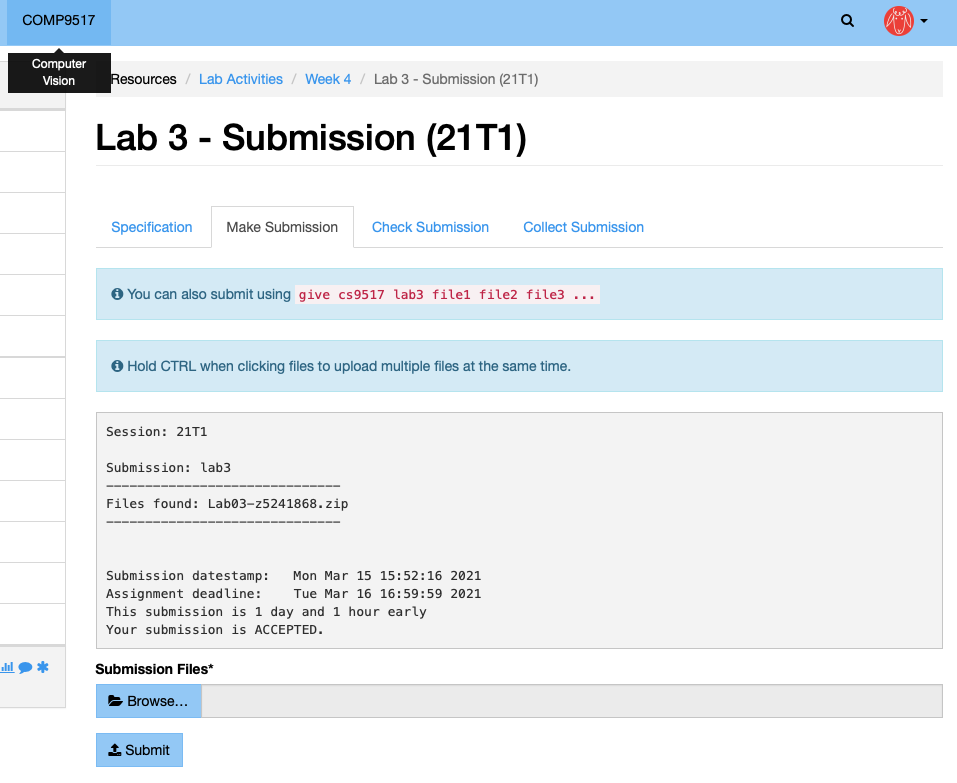 COMP9517
Computer
Vision
Resources / Lab Activities / Week 4 / Lab 3 - Submission (21T1)
Lab 3 - Submission (21T1)
Specification
Make Submission
Check Submission
Collect Submission
You can also submit using give cs9517 lab3 file1 file2 file3 ...
Hold CTRL when clicking files to upload multiple files at the same time.
Session: 21T1
Submission: lab3
------------------------------
Files found: Lab03-z5241868.zip
------------------------------
Submission datestamp:   Mon Mar 15 15:52:16 2021
Assignment deadline:    Tue Mar 16 16:59:59 2021
This submission is 1 day and 1 hour early
Your submission is ACCEPTED.
Submission Files*
Browse...
Submit